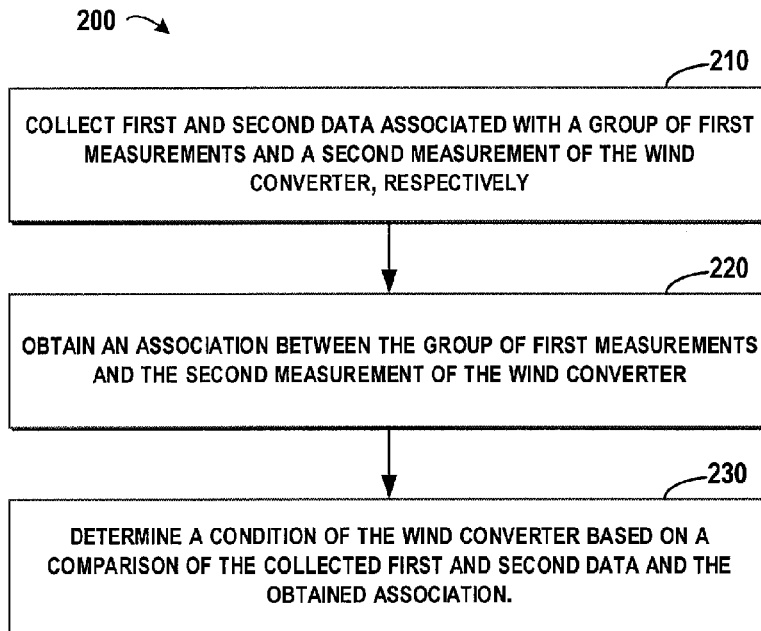 200
210
COLLECT FIRST AND SECOND DATA ASSOCIATED WITH A GROUP OF FIRST
MEASUREMENTS AND A SECOND MEASUREMENT OF THE WIND
CONVERTER, RESPECTIVELY
220
OBTAIN AN ASSOCIATION BETWEEN THE GROUP OF FIRST MEASUREMENTS
AND THE SECOND MEASUREMENT OF THE WIND CONVERTER
230
DETERMINE A CONDITION OF THE WIND CONVERTER BASED ON A
COMPARISON OF THE COLLECTED FIRST AND SECOND DATA AND THE
OBTAINED ASSOCIATION.